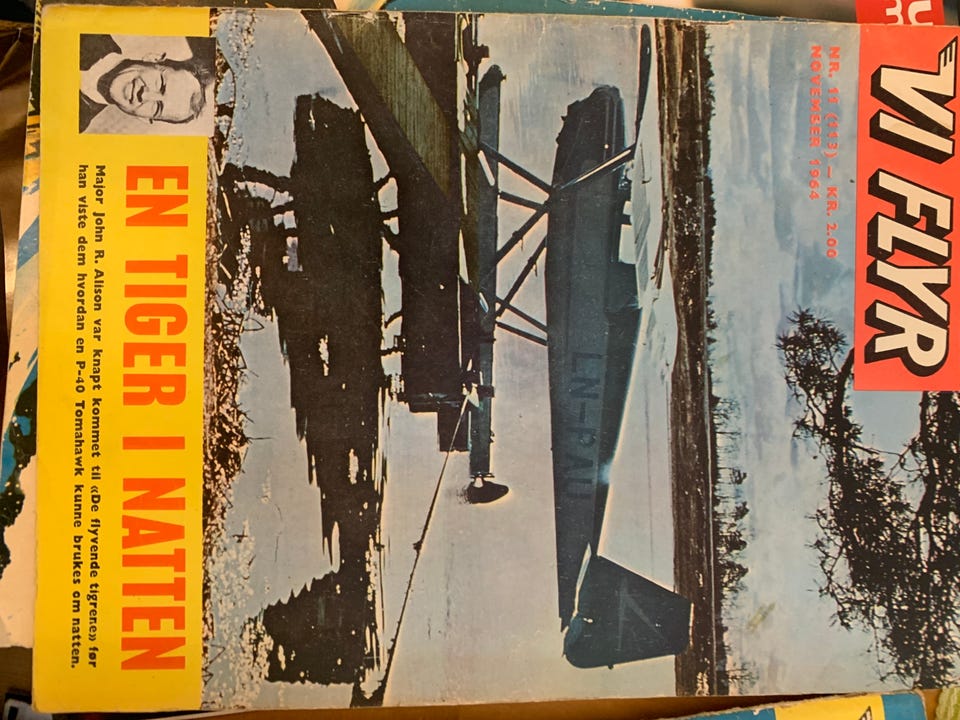 VI FLYR
NR. 11 (113) — KR. 2.00
NOVEMBER 1964
LN-PAU
EN TIGER I NATTEN
Major John R. Alison var knapt kommet til «De flyvende tigrene» før
han viste dem hvordan en P-40 Tomahawk kunne brukes om natten.